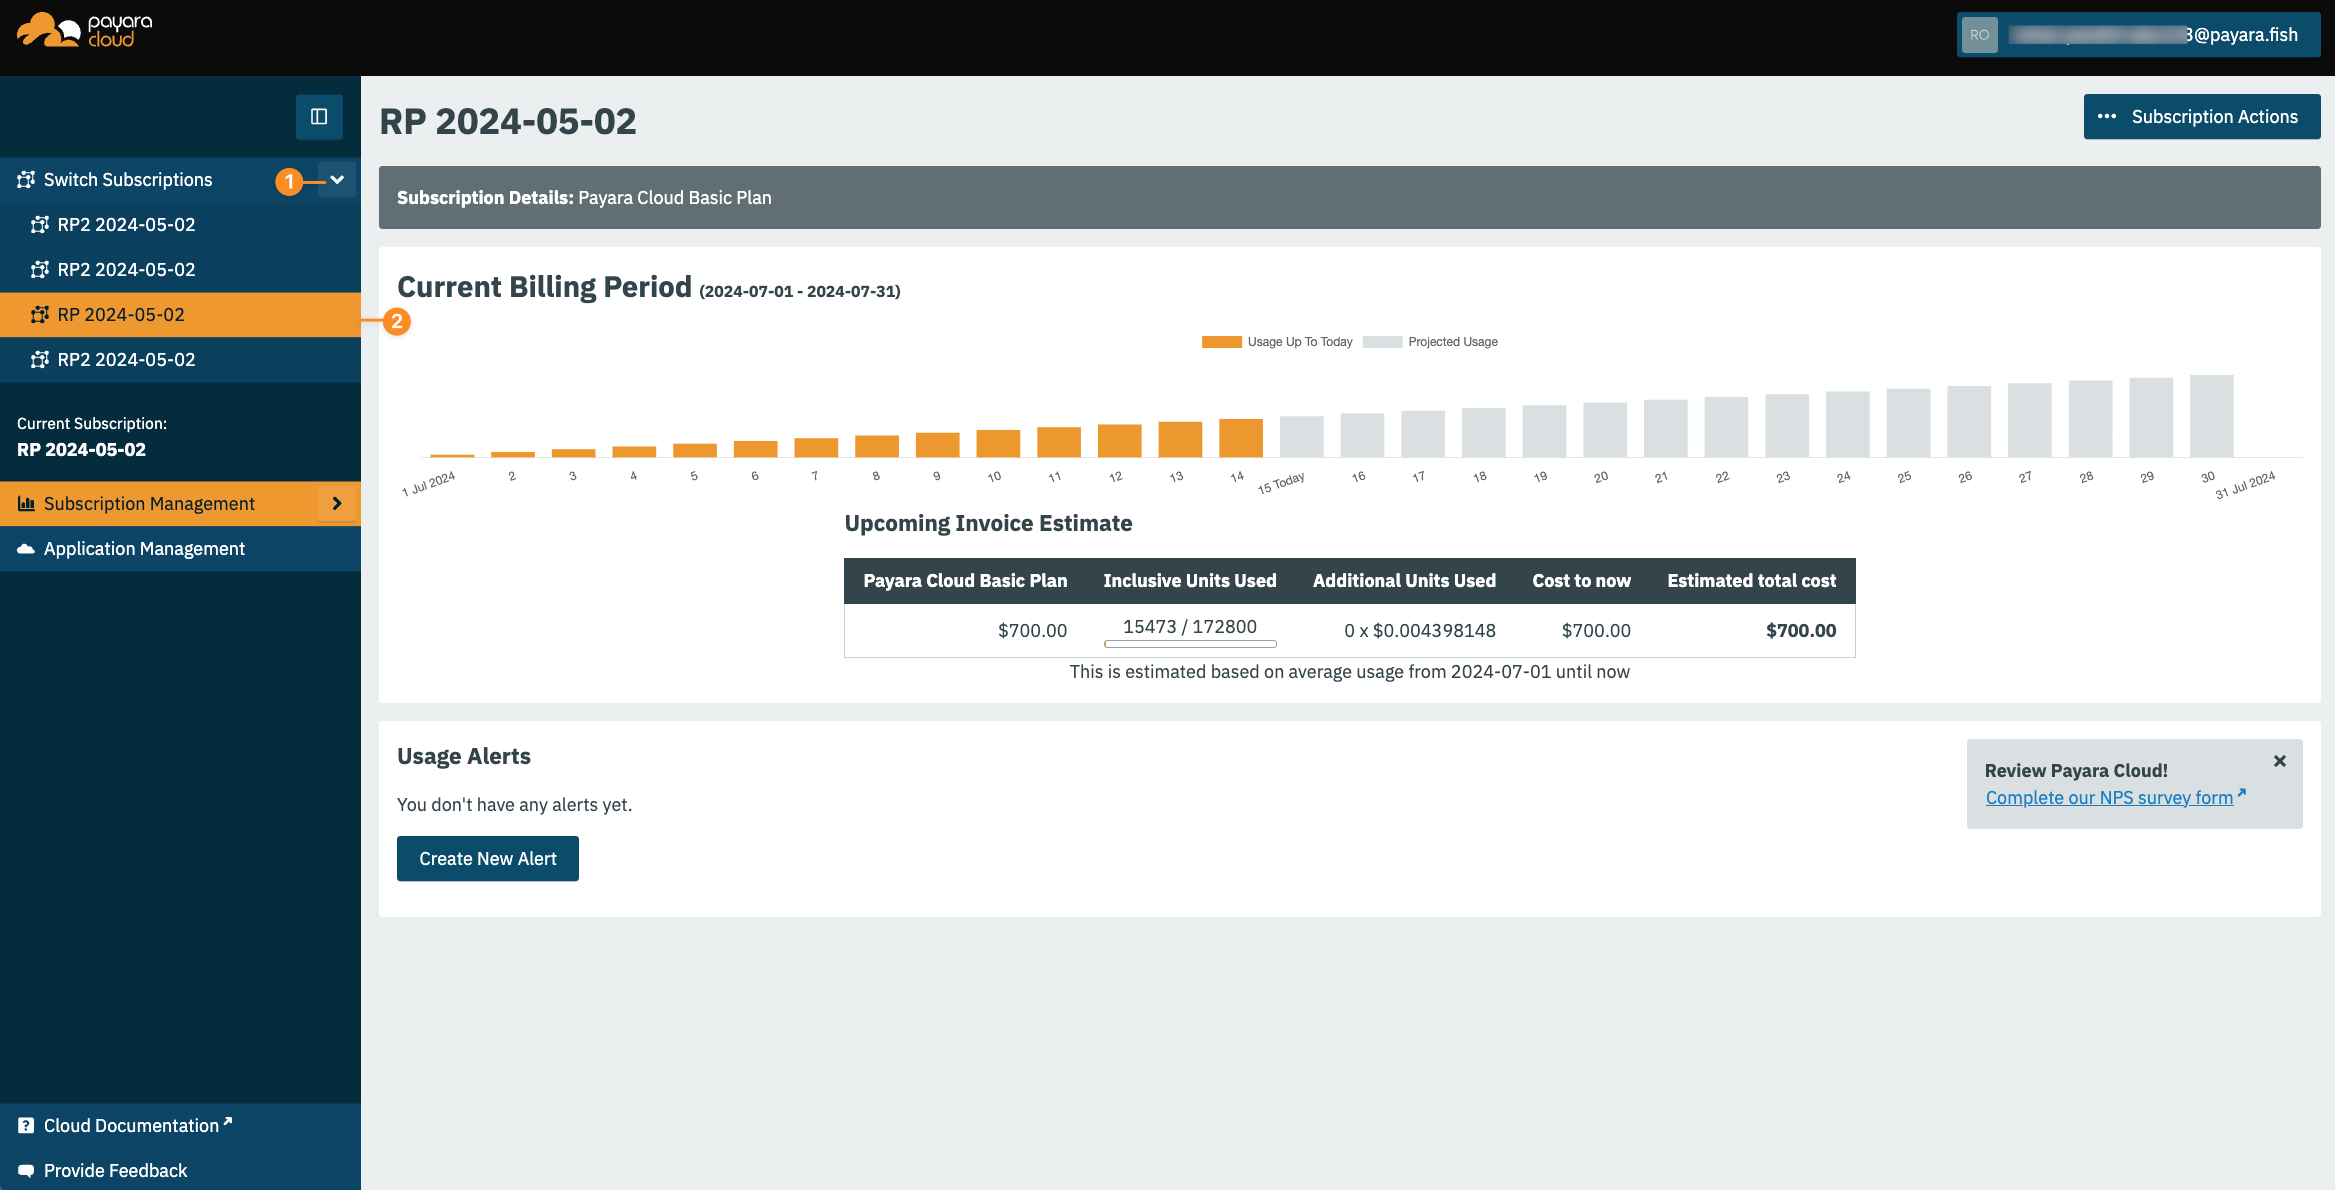 payara
cloud
RO
3@payara.fish
RP 2024-05-02
Subscription Actions
Switch Subscriptions
1
RP2 2024-05-02
RP2 2024-05-02
RP 2024-05-02
2
RP2 2024-05-02
Current Subscription:
RP 2024-05-02
Subscription Management
Application Management
Subscription Details: Payara Cloud Basic Plan
Current Billing Period (2024-07-01 - 2024-07-31)
Usage Up To Today
Projected Usage
1 Jul 2024 2 3 4 5 6 7 8 9 10 11 12 13 14 15 Today 16 17 18 19 20 21 22 23 24 25 26 27 28 29 30 31 Jul 2024
Upcoming Invoice Estimate
Payara Cloud Basic Plan Inclusive Units Used Additional Units Used Cost to now Estimated total cost
$700.00 15473 / 172800 0 x $0.004398148 $700.00 $700.00
This is estimated based on average usage from 2024-07-01 until now
Usage Alerts
You don't have any alerts yet.
Create New Alert
Review Payara Cloud!
Complete our NPS survey form
Cloud Documentation
Provide Feedback